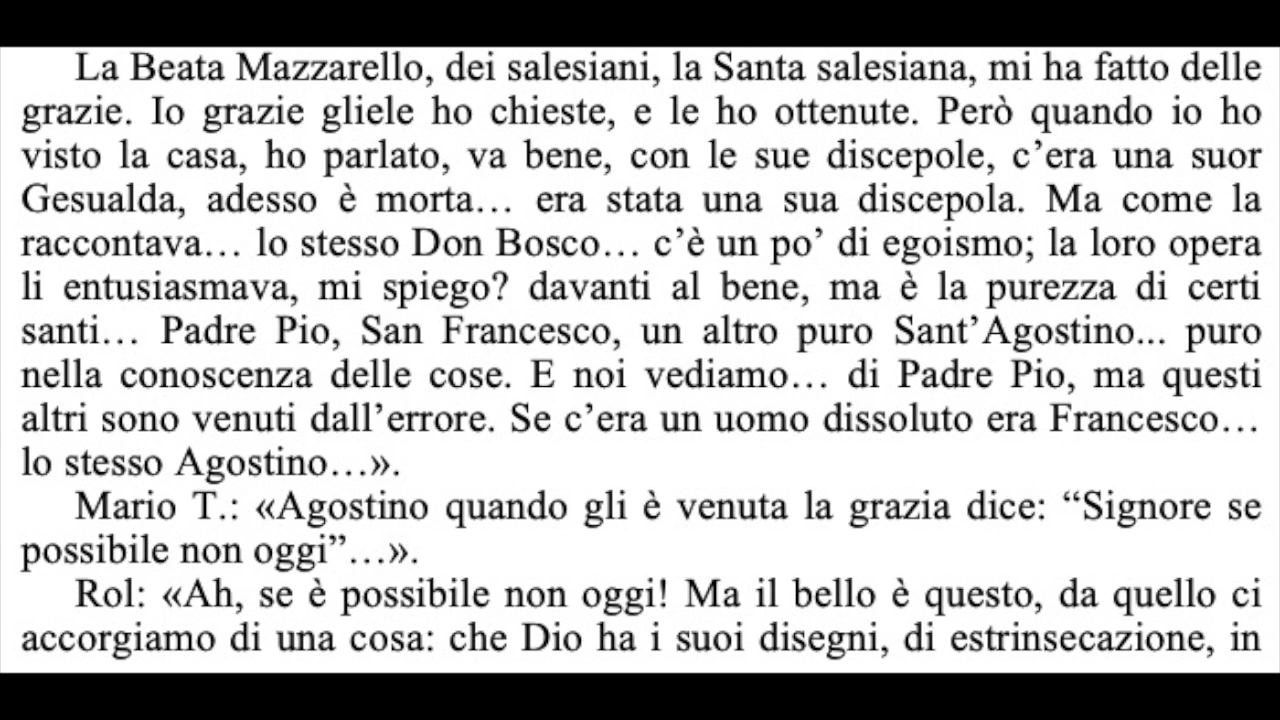 La Beata Mazzarello, dei salesiani, la Santa salesiana, mi ha fatto delle
grazie. Io grazie gliele ho chieste, e le ho ottenute. Però quando io ho
visto la casa, ho parlato, va bene, con le sue discepole, c’era una suor
Gesualda, adesso è morta… era stata una sua discepola. Ma come la
raccontava… lo stesso Don Bosco… c’è un po’ di egoismo; la loro opera
li entusiasmava, mi spiego? davanti al bene, ma è la purezza di certi
santi… Padre Pio, San Francesco, un altro puro Sant’Agostino... puro
nella conoscenza delle cose. E noi vediamo… di Padre Pio, ma questi
altri sono venuti dall’errore. Se c’era un uomo dissoluto era Francesco…
lo stesso Agostino…».
Mario T.: «Agostino quando gli è venuta la grazia dice: “Signore se
possibile non oggi”…».
Rol: «Ah, se è possibile non oggi! Ma il bello è questo, da quello ci
accorgiamo di una cosa: che Dio ha i suoi disegni, di estrinsecazione, in